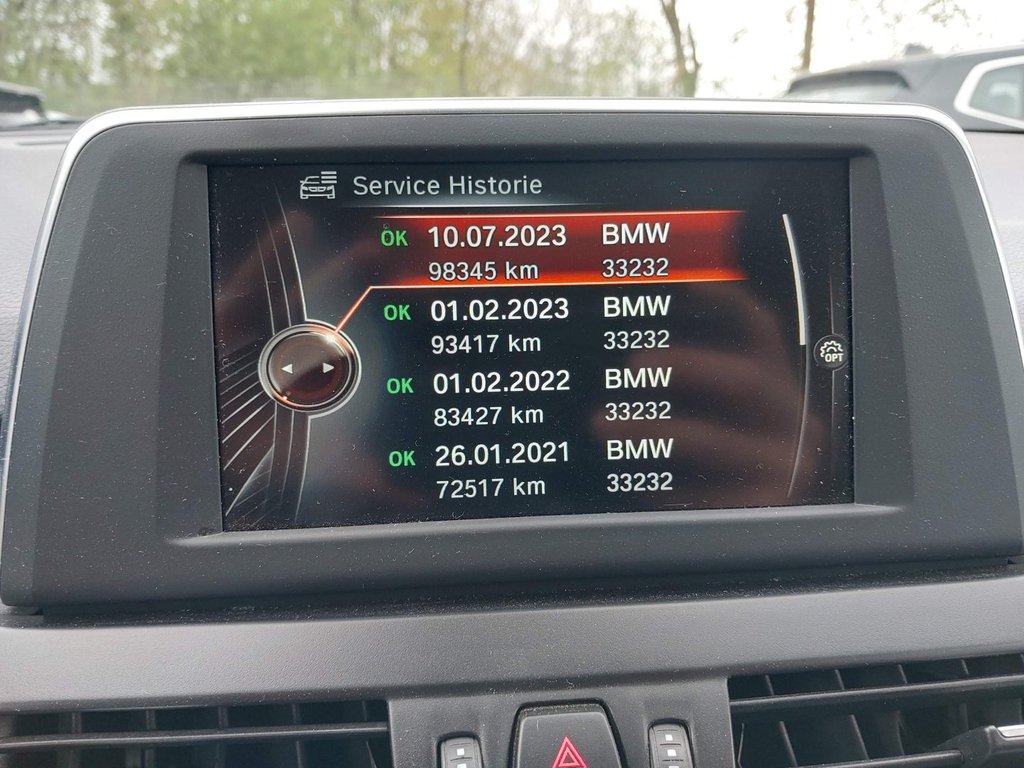 Service Historie
OK 10.07.2023 BMW
98345 km 33232
OK 01.02.2023 BMW
93417 km 33232
OK 01.02.2022 BMW
83427 km 33232
OPT
OK 26.01.2021 BMW
72517 km 33232